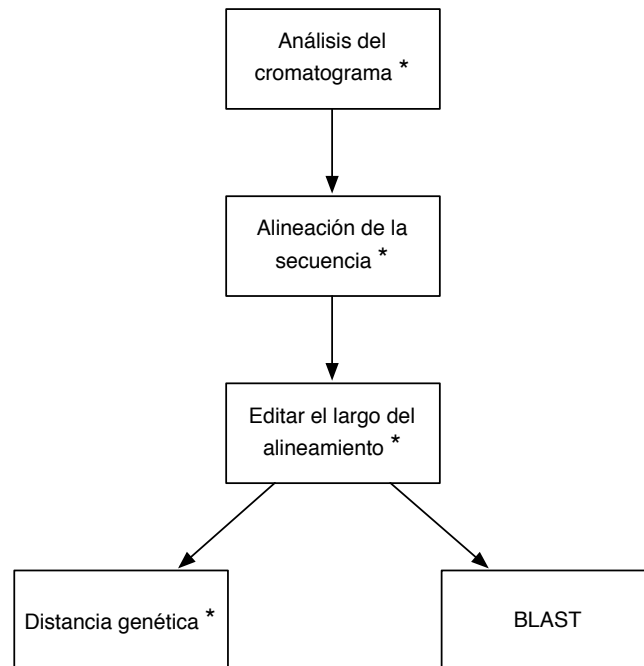 Análisis del
cromatograma *
Alineación de la
secuencia *
Editar el largo del
alineamiento *
Distancia genética *
BLAST